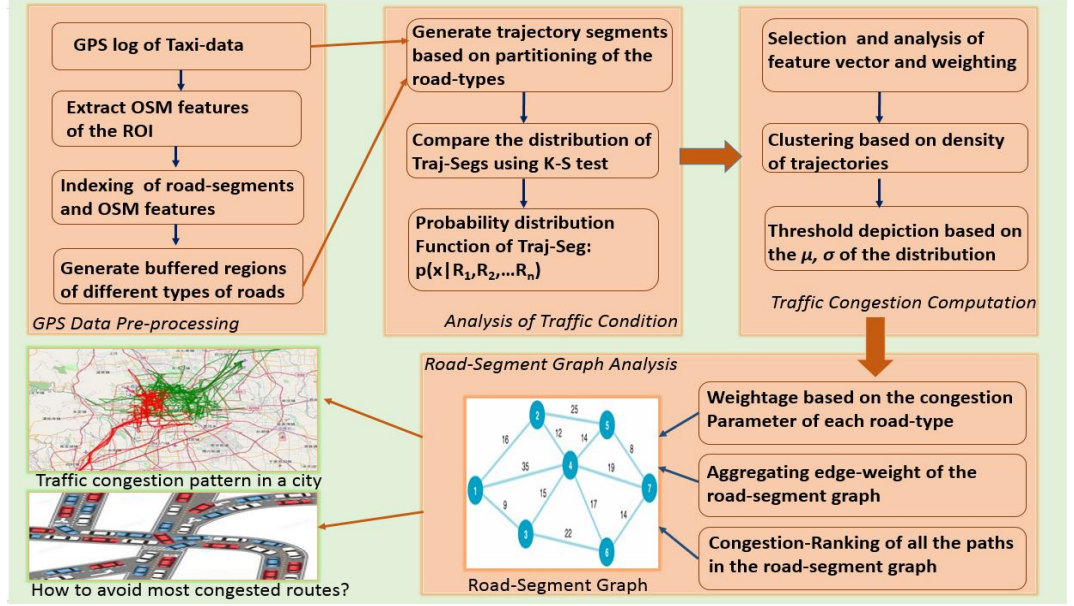 GPS log of Taxi-data
Extract OSM features
of the ROI
Indexing of road-segments
and OSM features
Generate buffered regions
of different types of roads
GPS Data Pre-processing
Generate trajectory segments
based on partitioning of the
road-types
Compare the distribution of
Traj-Segs using K-S test
Probability distribution
Function of Traj-Seg:
p(x|R1,R2,...Rn)
Analysis of Traffic Condition
Selection and analysis of
feature vector and weighting
Clustering based on density
of trajectories
Threshold depiction based on
the μ, σ of the distribution
Traffic Congestion Computation
Road-Segment Graph Analysis
Weightage based on the congestion
Parameter of each road-type
Aggregating edge-weight of the
road-segment graph
Congestion-Ranking of all the paths
in the road-segment graph
25
2
5
16
12
14
8
35
4
19
1
7
9
15
17
14
3
22
6
Road-Segment Graph
Traffic congestion pattern in a city
How to avoid most congested routes?